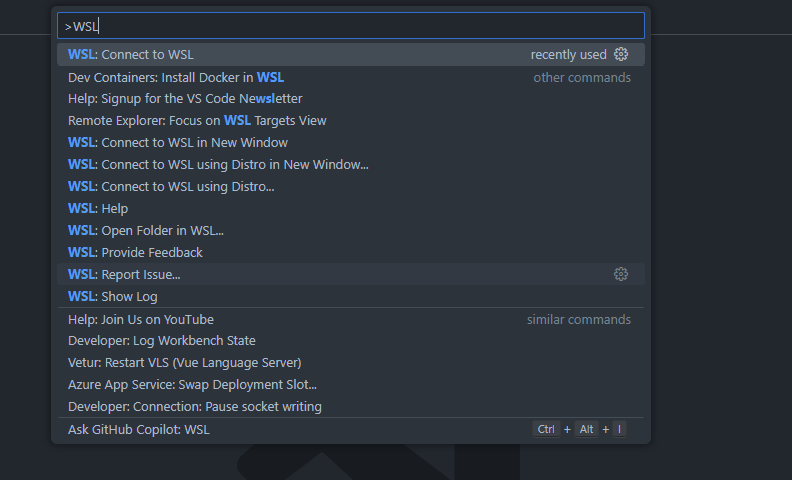 >WSL
WSL: Connect to WSL recently used
Dev Containers: Install Docker in WSL other commands
Help: Signup for the VS Code Newsletter
Remote Explorer: Focus on WSL Targets View
WSL: Connect to WSL in New Window
WSL: Connect to WSL using Distro in New Window...
WSL: Connect to WSL using Distro...
WSL: Help
WSL: Open Folder in WSL...
WSL: Provide Feedback
WSL: Report Issue...
WSL: Show Log
Help: Join Us on YouTube similar commands
Developer: Log Workbench State
Vetur: Restart VLS (Vue Language Server)
Azure App Service: Swap Deployment Slot...
Developer: Connection: Pause socket writing
Ask GitHub Copilot: WSL Ctrl + Alt + I